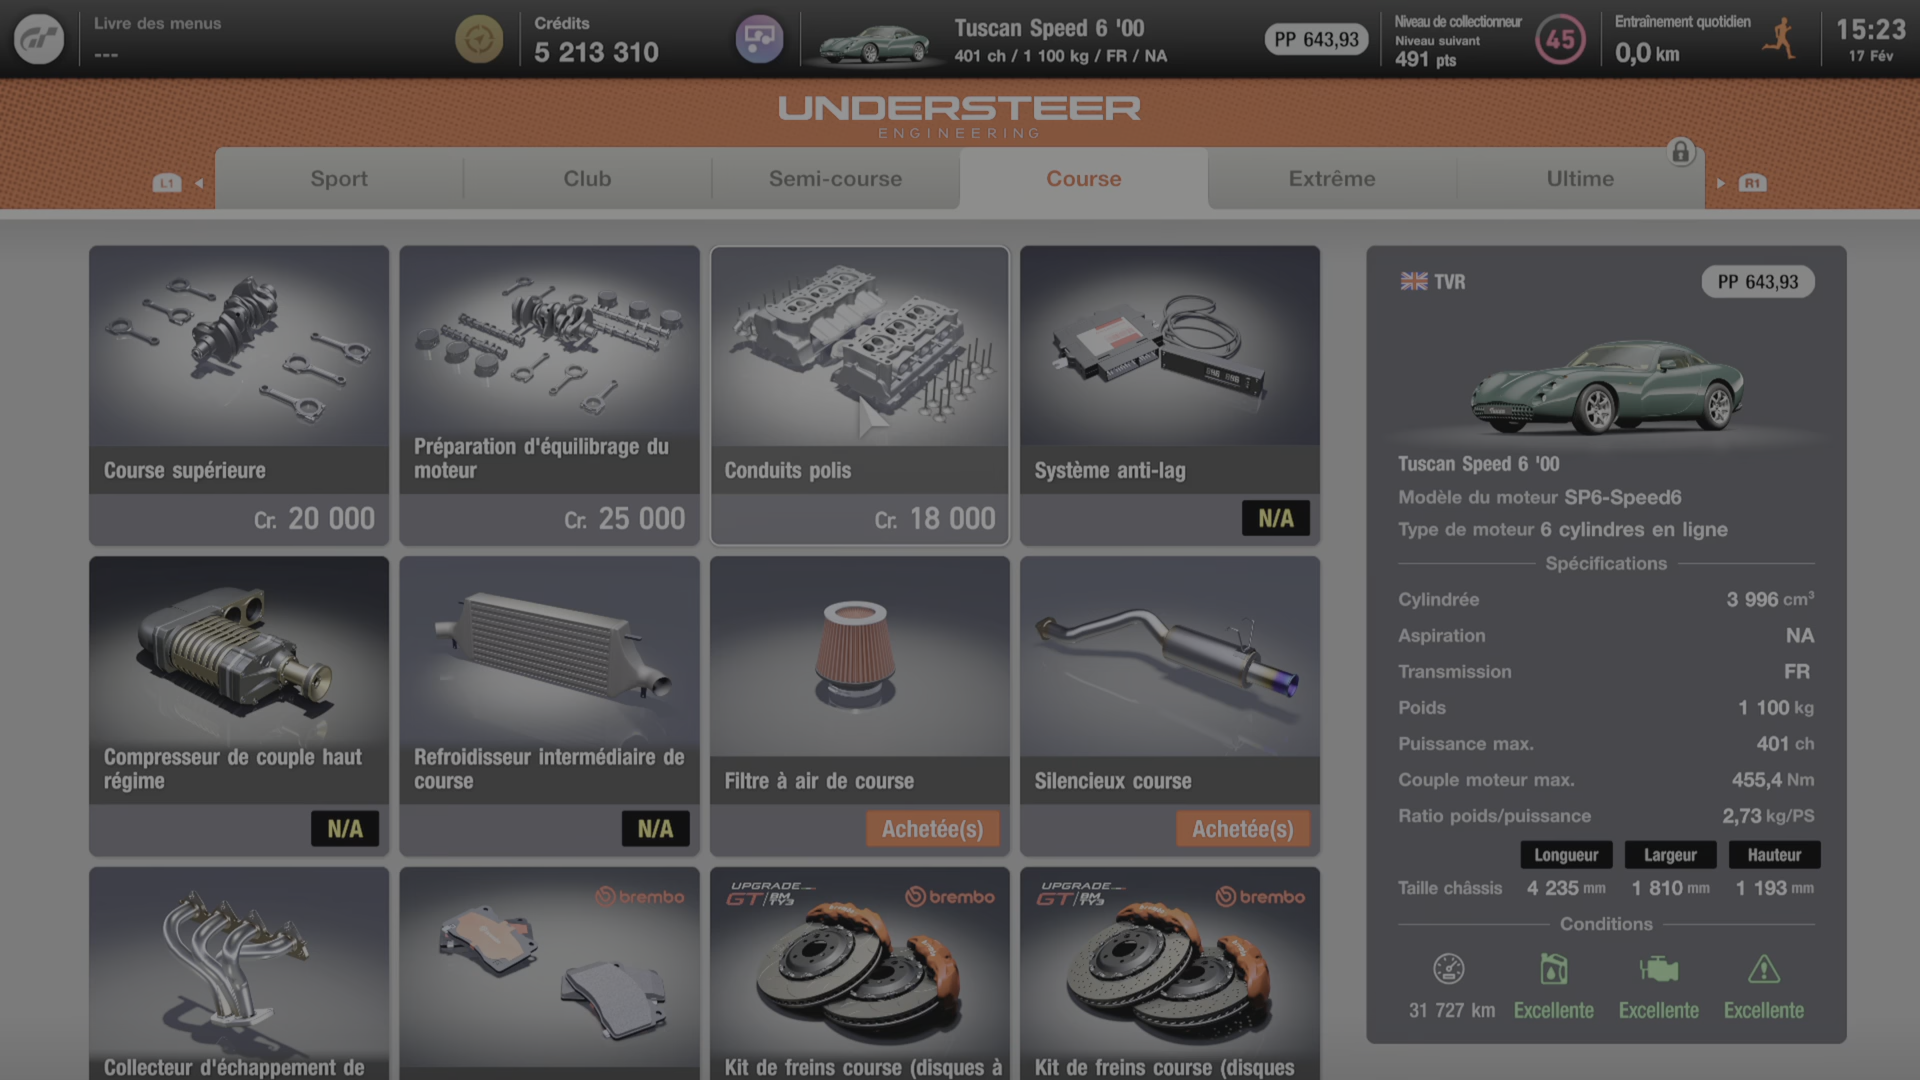 Livre des menus
---
Crédits
5 213 310
Tuscan Speed 6 '00
401 ch / 1 100 kg / FR / NA
PP 643,93
Niveau de collectionneur
Niveau suivant
491 pts
45
Entraînement quotidien
0,0 km
15:23
17 Fév
UNDERSTEER
ENGINEERING
L1
Sport
Club
Semi-course
Course
Extrême
Ultime
R1
Course supérieure
Cr. 20 000
Préparation d'équilibrage du
moteur
Cr. 25 000
Conduits polis
Cr. 18 000
Système anti-lag
N/A
Compresseur de couple haut
régime
N/A
Refroidisseur intermédiaire de
course
N/A
Filtre à air de course
Achetée(s)
Silencieux course
Achetée(s)
Collecteur d'échappement de
brembo
UPGRADE
GT/BM
TY3
brembo
Kit de freins course (disques à
UPGRADE
GT/BM
TY3
brembo
Kit de freins course (disques
TVR
PP 643,93
Tuscan Speed 6 '00
Modèle du moteur SP6-Speed6
Type de moteur 6 cylindres en ligne
Spécifications
Cylindrée 3 996 cm³
Aspiration NA
Transmission FR
Poids 1 100 kg
Puissance max. 401 ch
Couple moteur max. 455,4 Nm
Ratio poids/puissance 2,73 kg/PS
Longueur Largeur Hauteur
Taille châssis 4 235 mm 1 810 mm 1 193 mm
Conditions
31 727 km Excellente Excellente Excellente